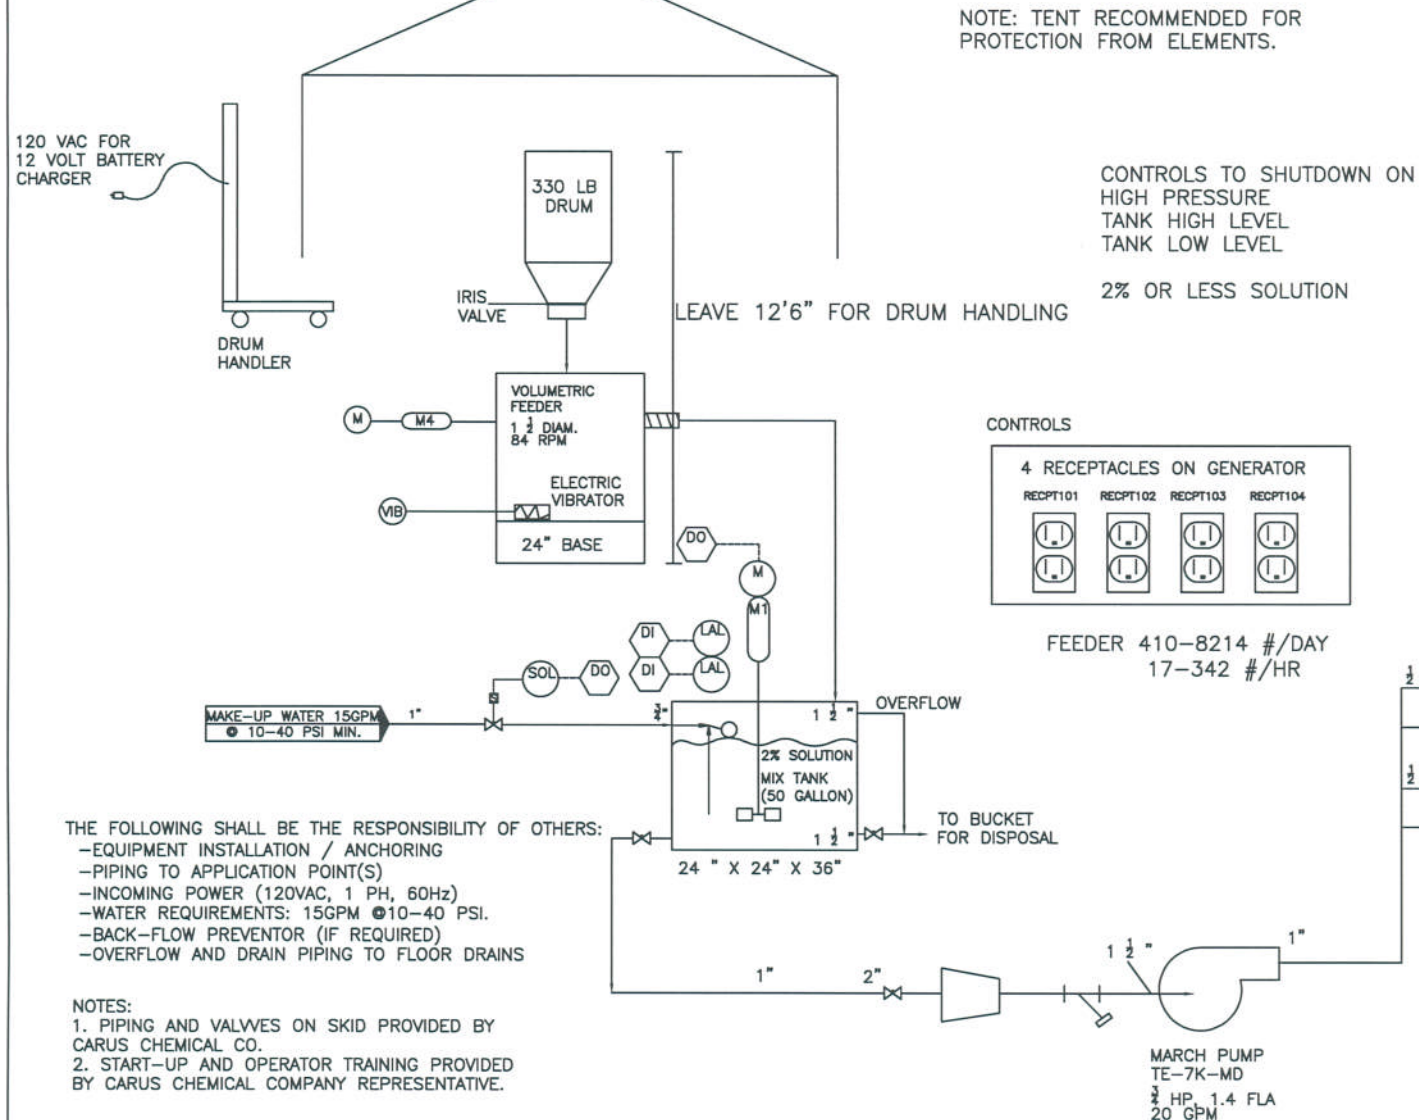 NOTE: TENT RECOMMENDED FOR
PROTECTION FROM ELEMENTS.
120 VAC FOR
12 VOLT BATTERY
CHARGER
330 LB
DRUM
CONTROLS TO SHUTDOWN ON
HIGH PRESSURE
TANK HIGH LEVEL
TANK LOW LEVEL
2% OR LESS SOLUTION
IRIS
VALVE
LEAVE 12'6" FOR DRUM HANDLING
DRUM
HANDLER
VOLUMETRIC
FEEDER
1 1/2 DIAM.
84 RPM
M
M4
ELECTRIC
VIBRATOR
VIB
24" BASE
CONTROLS
4 RECEPTACLES ON GENERATOR
RECPT101 RECPT102 RECPT103 RECPT104
FEEDER 410-8214 #/DAY
17-342 #/HR
DO
M
M1
DI LAL
DI LAL
SOL
S
DO
MAKE-UP WATER 15GPM
@ 10-40 PSI MIN.
1"
3/4"
1 1/2 "
OVERFLOW
2% SOLUTION
MIX TANK
(50 GALLON)
1 1/2 "
TO BUCKET
FOR DISPOSAL
24 " X 24" X 36"
1/2
1/2
THE FOLLOWING SHALL BE THE RESPONSIBILITY OF OTHERS:
-EQUIPMENT INSTALLATION / ANCHORING
-PIPING TO APPLICATION POINT(S)
-INCOMING POWER (120VAC, 1 PH, 60Hz)
-WATER REQUIREMENTS: 15GPM @10-40 PSI.
-BACK-FLOW PREVENTOR (IF REQUIRED)
-OVERFLOW AND DRAIN PIPING TO FLOOR DRAINS
1"
2"
1 1/2 "
1"
NOTES:
1. PIPING AND VALVVES ON SKID PROVIDED BY
CARUS CHEMICAL CO.
2. START-UP AND OPERATOR TRAINING PROVIDED
BY CARUS CHEMICAL COMPANY REPRESENTATIVE.
MARCH PUMP
TE-7K-MD
3/4 HP, 1.4 FLA
20 GPM